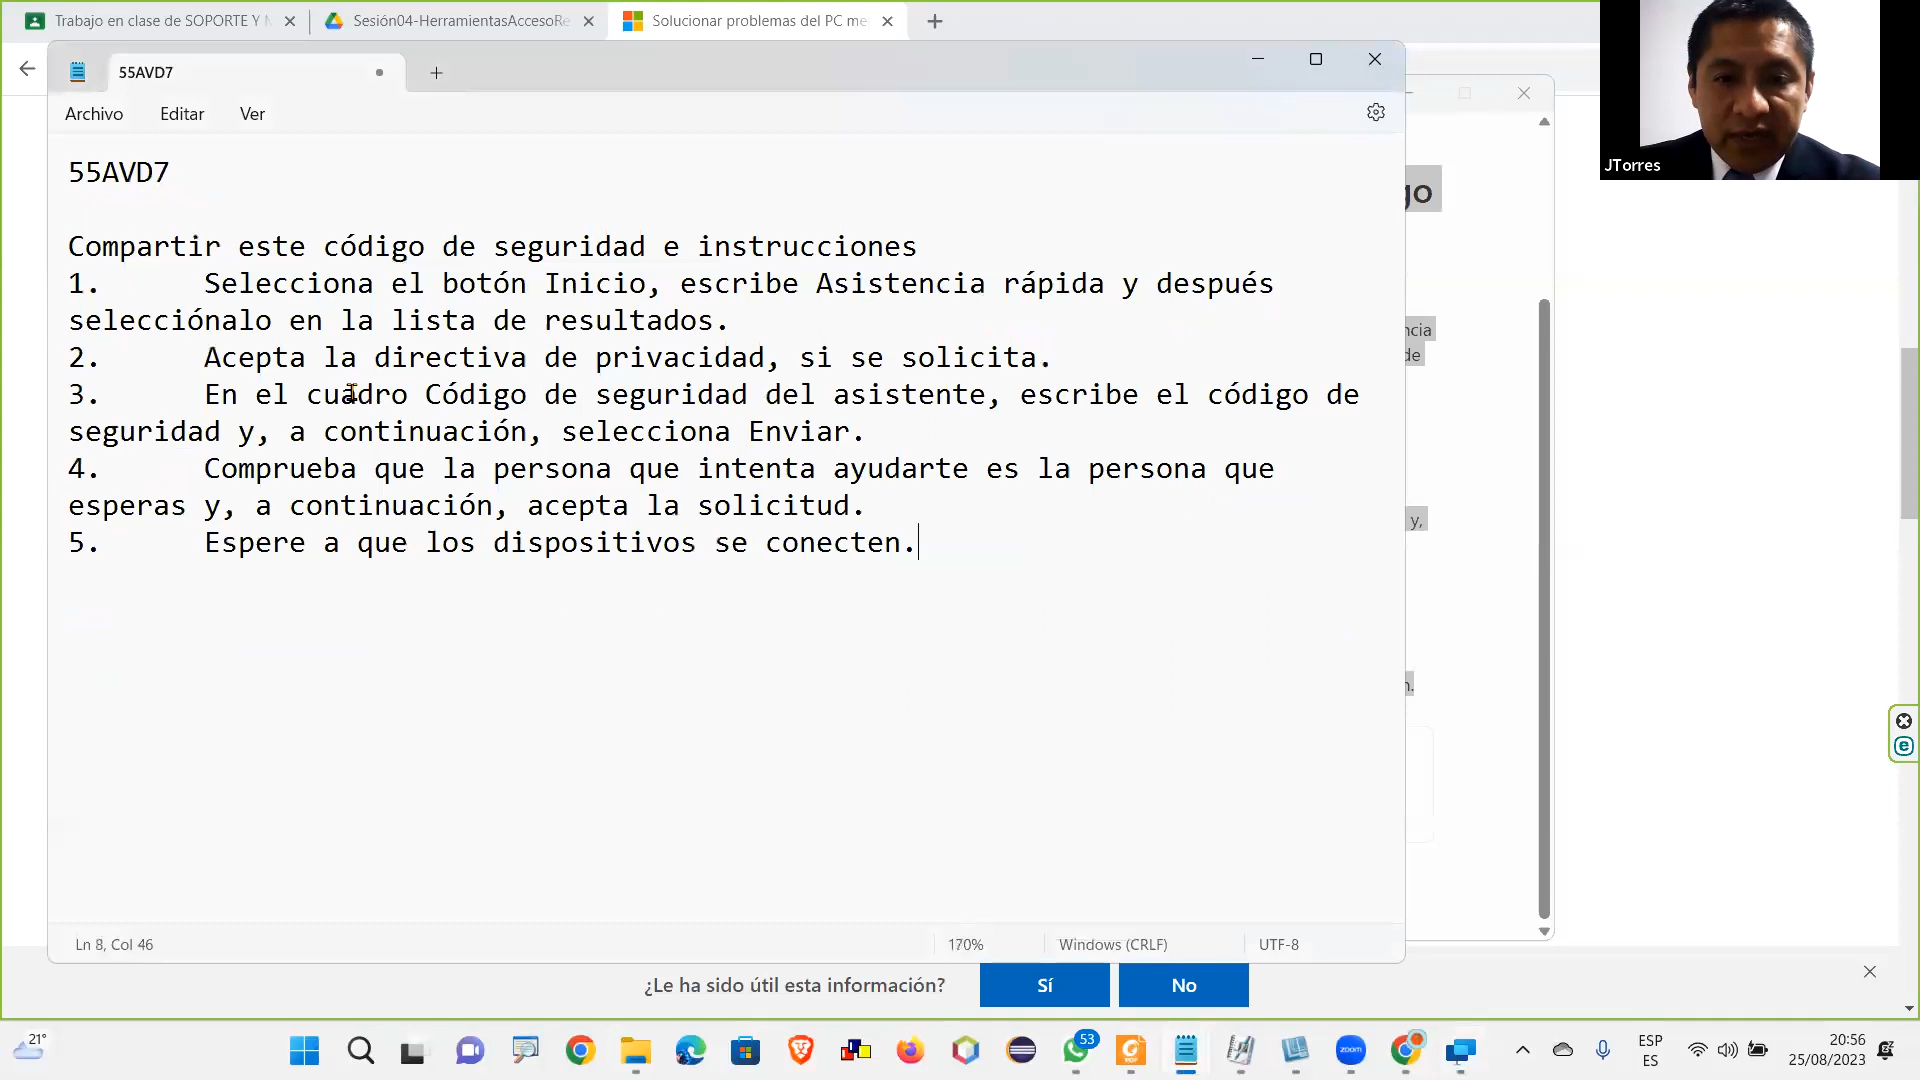 Trabajo en clase de SOPORTE Y
Sesión04-HerramientasAccesoRe
Solucionar problemas del PC me
55AVD7
Archivo
Editar
Ver
JTorres
55AVD7
go
Compartir este código de seguridad e instrucciones
1. Selecciona el botón Inicio, escribe Asistencia rápida y después
selecciónalo en la lista de resultados.
ncia
2. Acepta la directiva de privacidad, si se solicita.
de
3. En el cuadro Código de seguridad del asistente, escribe el código de
seguridad y, a continuación, selecciona Enviar.
4. Comprueba que la persona que intenta ayudarte es la persona que
esperas y, a continuación, acepta la solicitud.
y,
5. Espere a que los dispositivos se conecten.
n.
Ln 8, Col 46
170%
Windows (CRLF)
UTF-8
¿Le ha sido útil esta información?
Sí
No
21°
53
zoom
ESP
ES
20:56
25/08/2023